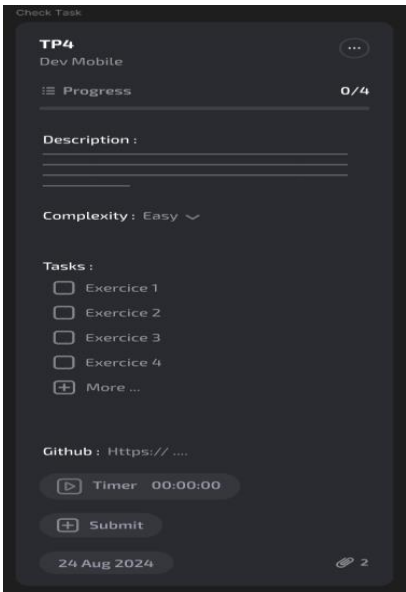 Check Task
TP4
Dev Mobile
Progress 0/4
Description :
Complexity : Easy
Tasks :
Exercice 1
Exercice 2
Exercice 3
Exercice 4
More ...
Github : Https:// ....
Timer 00:00:00
Submit
24 Aug 2024 2